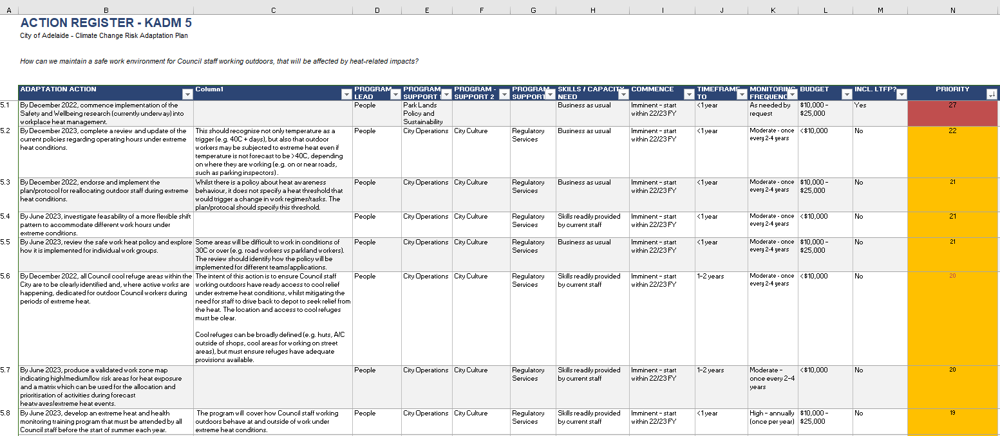 A B C D E F G H I J K L M N
ACTION REGISTER - KADM 5
City of Adelaide - Climate Change Risk Adaptation Plan
How can we maintain a safe work environment for Council staff working outdoors, that will be affected by heat-related impacts?
ADAPTATION ACTION
Column1
PROGRAM
LEAD
PROGRAM
SUPPORT 1
PROGRAM -
SUPPORT 2
PROGRAM
SUPPORT
SKILLS / CAPACITY
NEED
COMMENCE
TIMEFRAME
TO
MONITORING
FREQUENC
BUDGET
INCL. LTFP?
PRIORITY
5.1
By December 2022, commence implementation of the
Safety and Wellbeing research (currently underway) into
workplace heat management.
People
Park Lands
Policy and
Sustainability
Business as usual
Imminent - start
within 22/23 FY
<1 year
As needed by
request
$10,000 -
$25,000
Yes
27
5.2
By December 2023, complete a review and update of the
current policies regarding operating hours under extreme
heat conditions.
This should recognise not only temperature as a
trigger (e.g. 40C + days), but also that outdoor
workers may be subjected to extreme heat even if
temperature is not forecast to be >40C, depending
on where they are working (e.g. on or near roads,
such as parking inspectors).
People
City Operations
City Culture
Regulatory
Services
Business as usual
Imminent - start
within 22/23 FY
<1 year
Moderate - once
every 2-4 years
<$10,000
No
22
5.3
By December 2022, endorse and implement the
plan/protocol for reallocating outdoor staff during extreme
heat conditions.
Whilst there is a policy about heat awareness
behaviour, it does not specify a heat threshold that
would trigger a change in work regimes/tasks. The
plan/protocal should specify this threshold.
People
City Operations
City Culture
Regulatory
Services
Business as usual
Imminent - start
within 22/23 FY
<1 year
Moderate - once
every 2-4 years
$10,000 -
$25,000
No
21
5.4
By June 2023, investigate feasability of a more flexible shift
pattern to accommodate different work hours under
extreme conditions.
People
City Operations
City Culture
Regulatory
Services
Skills readily provided
by current staff
Imminent - start
within 22/23 FY
<1 year
Moderate - once
every 2-4 years
<$10,000
No
21
5.5
By June 2023, review the safe work heat policy and explore
how it is implemented for individual work groups.
Some areas will be difficult to work in conditions of
30C or over (e.g. road workers vs parkland workers).
The review should identify how the policy will be
implemented for different teams/applications.
People
City Operations
City Culture
Regulatory
Services
Business as usual
Imminent - start
within 22/23 FY
<1 year
Moderate - once
every 2-4 years
$10,000 -
$25,000
No
21
5.6
By December 2022, all Council cool refuge areas within the
City are to be clearly identified and, where active works are
happening, dedicated for outdoor Council workers during
periods of extreme heat.
The intent of this action is to ensure Council staff
working outdoors have ready access to cool relief
under extreme heat conditions, whilst mitigating the
need for staff to drive back to depot to seek relief from
the heat. The location and access to cool refuges
must be clear.
Cool refuges can be broadly defined (e.g. huts, A/C
outside of shops, cool areas for working on street
areas), but must ensure refuges have adequate
provisions available.
People
City Operations
City Culture
Regulatory
Services
Skills readily provided
by current staff
Imminent - start
within 22/23 FY
1-2 years
Moderate - once
every 2-4 years
<$10,000
No
20
5.7
By June 2023, produce a validated work zone map
indicating high/medium/low risk areas for heat exposure
and a matrix which can be used for the allocation and
prioritisation of activities during forecast
heatwaves/extreme heat events.
People
City Operations
City Culture
Regulatory
Services
Skills readily provided
by current staff
Imminent - start
within 22/23 FY
1-2 years
Moderate -
once every 2-4
years
<$10,000
No
20
5.8
By June 2023, develop an extreme heat and health
monitoring training program that must be attended by all
Council staff before the start of summer each year.
The program will cover how Council staff working
outdoors behave at and outside of work under
extreme heat conditions.
People
City Operations
City Culture
Regulatory
Services
Skills readily provided
by current staff
Imminent - start
within 22/23 FY
<1 year
High - annually
(once per year)
$10,000 -
$25,000
No
19